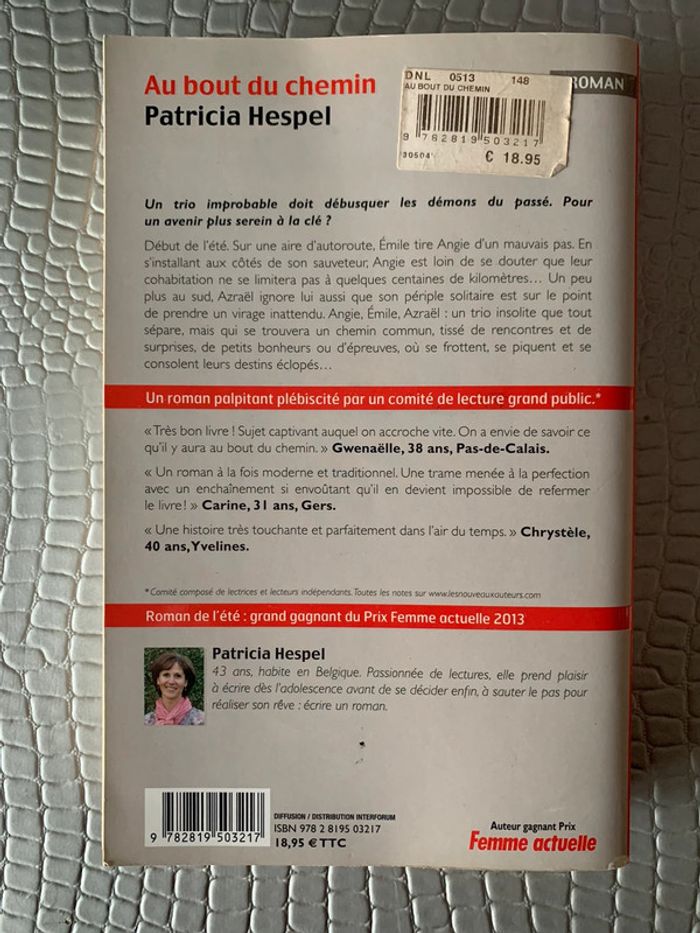 Au bout du chemin
Patricia Hespel
DNL 0513 148
AU BOUT DU CHEMIN
9 782819 503217
30504
€ 18.95
ROMAN
Un trio improbable doit débusquer les démons du passé. Pour
un avenir plus serein à la clé ?
Début de l'été. Sur une aire d'autoroute, Émile tire Angie d'un mauvais pas. En
s'installant aux côtés de son sauveteur, Angie est loin de se douter que leur
cohabitation ne se limitera pas à quelques centaines de kilomètres… Un peu
plus au sud, Azraël ignore lui aussi que son périple solitaire est sur le point
de prendre un virage inattendu. Angie, Émile, Azraël : un trio insolite que tout
sépare, mais qui se trouvera un chemin commun, tissé de rencontres et de
surprises, de petits bonheurs ou d'épreuves, où se frottent, se piquent et se
consolent leurs destins éclopés…
Un roman palpitant plébiscité par un comité de lecture grand public.*
« Très bon livre ! Sujet captivant auquel on accroche vite. On a envie de savoir ce
qu'il y aura au bout du chemin. » Gwenaëlle, 38 ans, Pas-de-Calais.
« Un roman à la fois moderne et traditionnel. Une trame menée à la perfection
avec un enchaînement si envoûtant qu'il en devient impossible de refermer
le livre ! » Carine, 31 ans, Gers.
« Une histoire très touchante et parfaitement dans l'air du temps. » Chrystèle,
40 ans, Yvelines.
* Comité composé de lectrices et lecteurs indépendants. Toutes les notes sur www.lesnouveauxauteurs.com
Roman de l'été : grand gagnant du Prix Femme actuelle 2013
Patricia Hespel
43 ans, habite en Belgique. Passionnée de lectures, elle prend plaisir
à écrire dès l'adolescence avant de se décider enfin, à sauter le pas pour
réaliser son rêve : écrire un roman.
9 782819 503217
DIFFUSION / DISTRIBUTION INTERFORUM
ISBN 978 2 8195 03217
18,95 € TTC
Auteur gagnant Prix
Femme actuelle